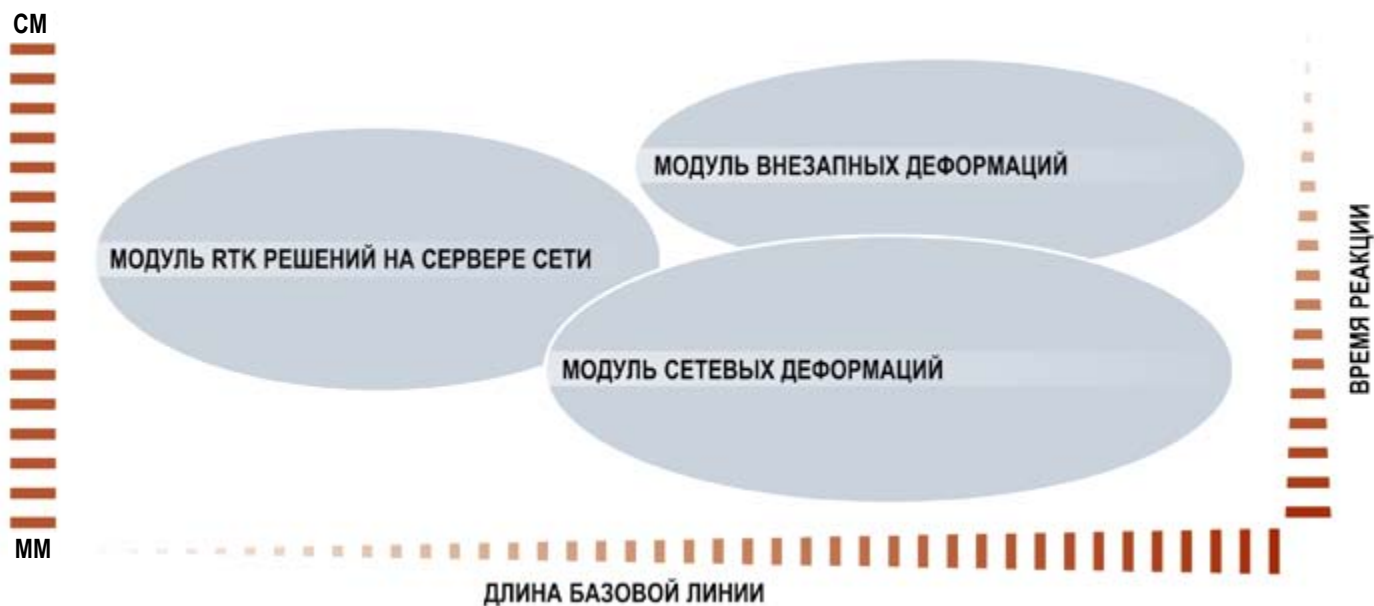 СМ
МОДУЛЬ ВНЕЗАПНЫХ ДЕФОРМАЦИЙ
МОДУЛЬ RTK РЕШЕНИЙ НА СЕРВЕРЕ СЕТИ
МОДУЛЬ СЕТЕВЫХ ДЕФОРМАЦИЙ
ВРЕМЯ РЕАКЦИИ
ММ
ДЛИНА БАЗОВОЙ ЛИНИИ